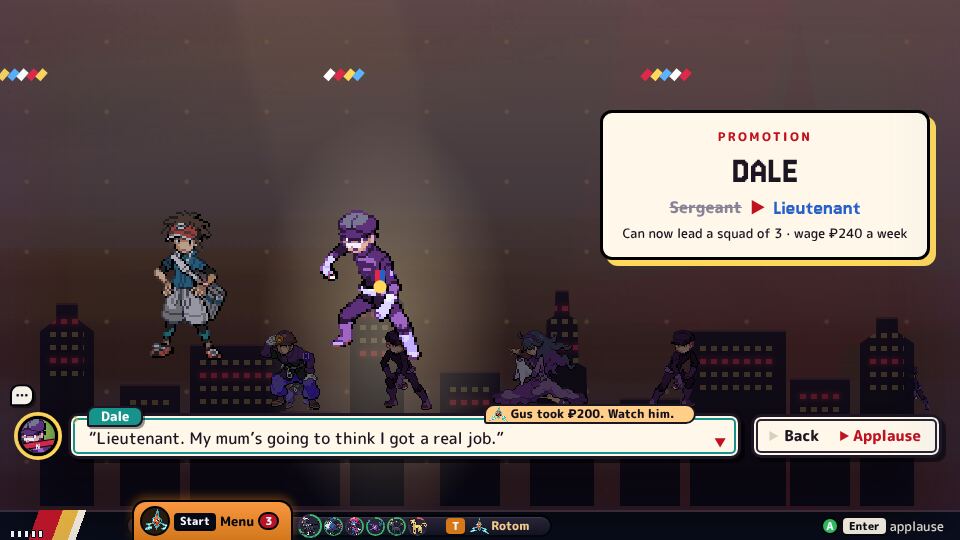 PROMOTION
DALE
Sergeant ▶ Lieutenant
Can now lead a squad of 3 · wage ₽240 a week
Dale
Gus took ₽200. Watch him.
“Lieutenant. My mum’s going to think I got a real job.”
Back
Applause
Start Menu 3
T Rotom
A Enter applause